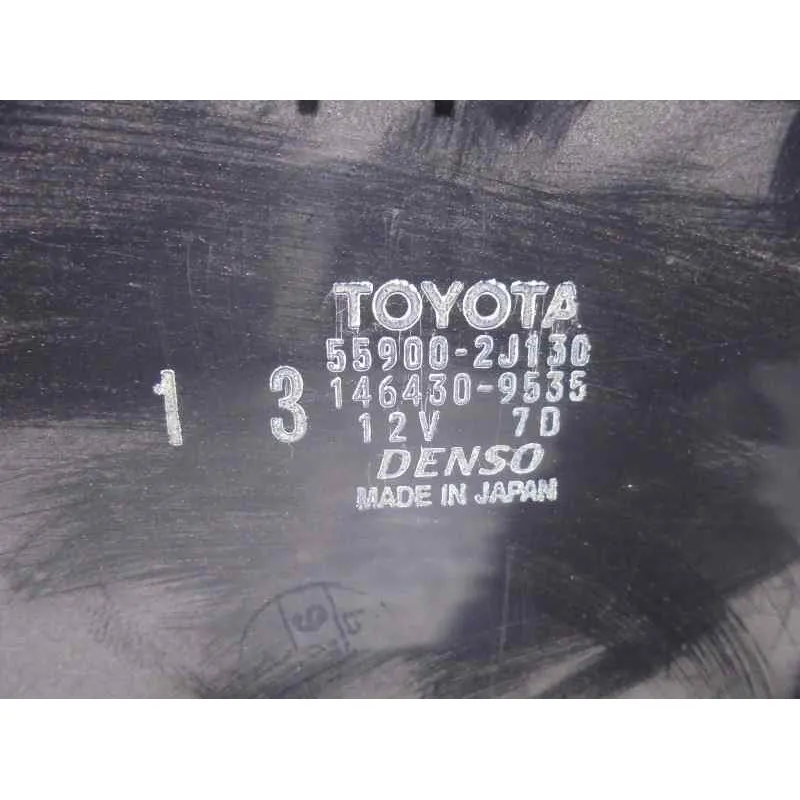 TOYOTA
55900-2J130
146430-9535
1 3
12V 7D
DENSO
MADE IN JAPAN